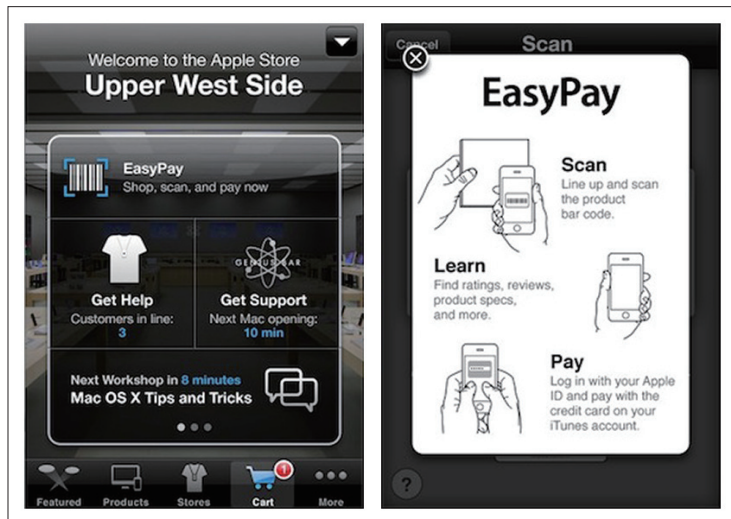 Welcome to the Apple Store
Upper West Side
EasyPay
Shop, scan, and pay now
Get Help
Customers in line:
3
GENIUS BAR
Get Support
Next Mac opening:
10 min
Next Workshop in 8 minutes
Mac OS X Tips and Tricks
Featured
Products
Stores
1
Cart
More
Cancel
Scan
EasyPay
Scan
Line up and scan
the product
bar code.
Learn
Find ratings, reviews,
product specs,
and more.
Pay
Log in with your Apple
ID and pay with the
credit card on your
iTunes account.
?